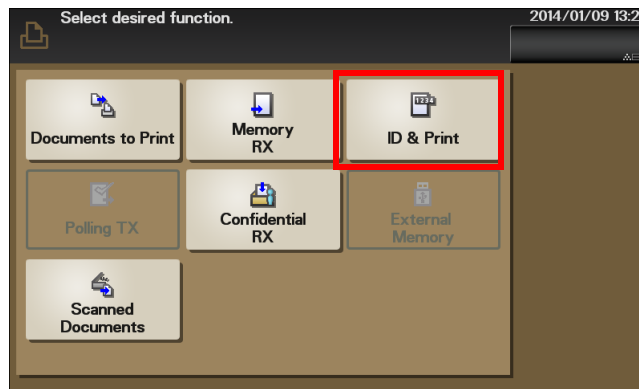 Select desired function.
2014/01/09 13:2
Documents to Print
Memory
RX
1234
ID & Print
Polling TX
Confidential
RX
External
Memory
Scanned
Documents